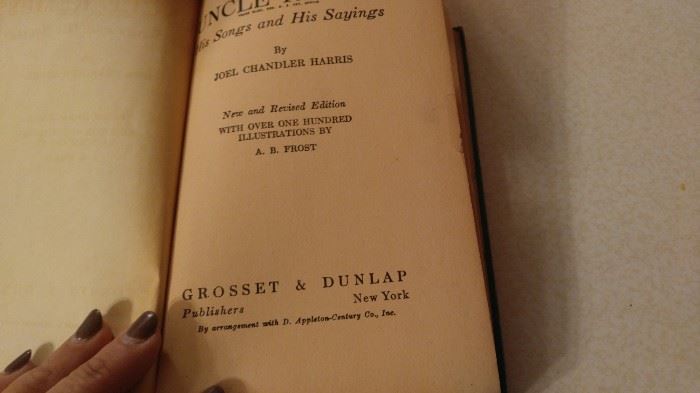 UNCLE
His Songs and His Sayings
By
JOEL CHANDLER HARRIS
New and Revised Edition
WITH OVER ONE HUNDRED
ILLUSTRATIONS BY
A. B. FROST
GROSSET & DUNLAP
Publishers New York
By arrangement with D. Appleton-Century Co., Inc.